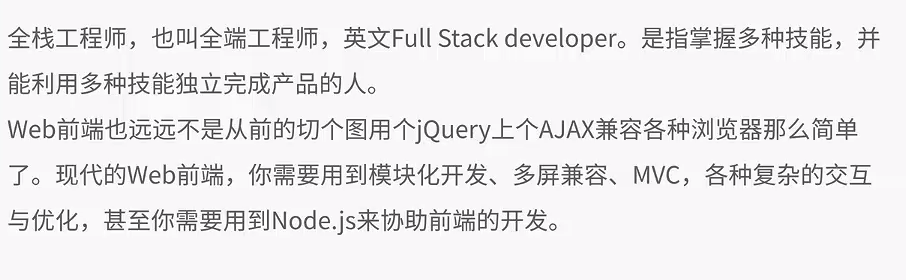 全栈工程师，也叫全端工程师，英文Full Stack developer。是指掌握多种技能，并
能利用多种技能独立完成产品的人。
Web前端也远远不是从前的切个图用个jQuery上个AJAX兼容各种浏览器那么简单
了。现代的Web前端，你需要用到模块化开发、多屏兼容、MVC，各种复杂的交互
与优化，甚至你需要用到Node.js来协助前端的开发。